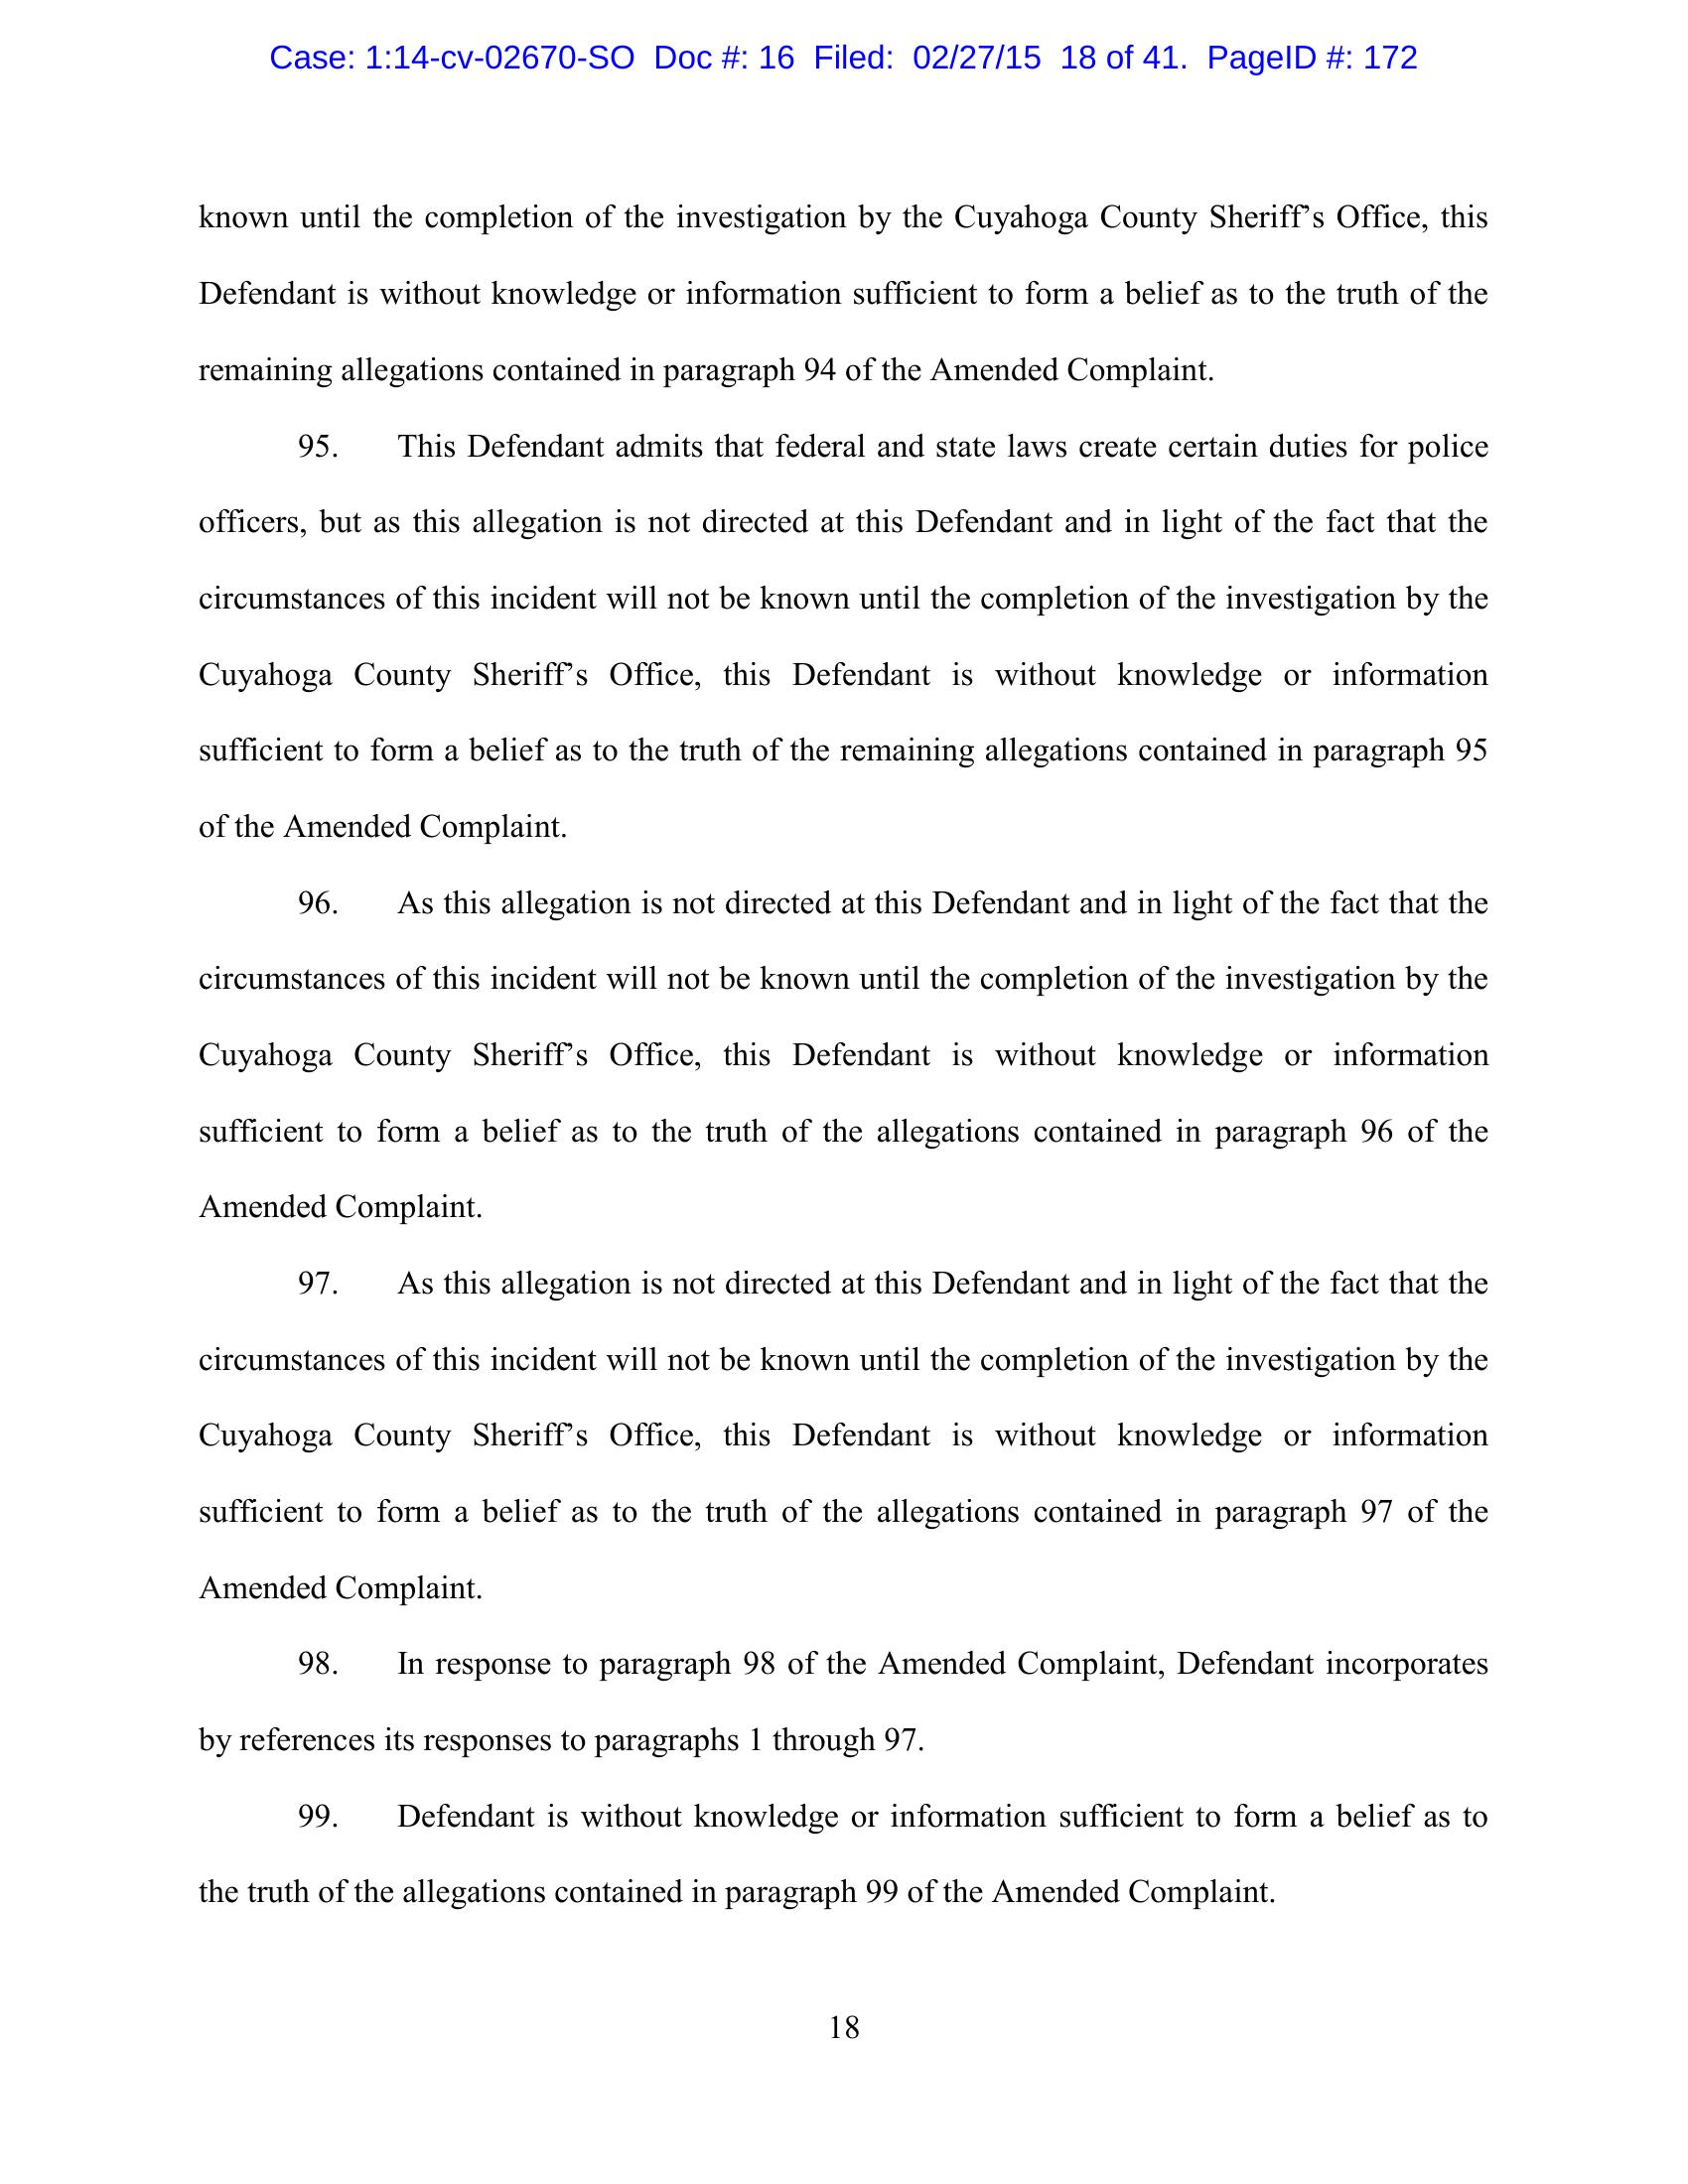 Case: 1:14-cv-02670-SO Doc #: 16 Filed: 02/27/15 18 of 41. PageID #: 172
known until the completion of the investigation by the Cuyahoga County Sheriff’s Office, this
Defendant is without knowledge or information sufficient to form a belief as to the truth of the
remaining allegations contained in paragraph 94 of the Amended Complaint.
95. This Defendant admits that federal and state laws create certain duties for police
officers, but as this allegation is not directed at this Defendant and in light of the fact that the
circumstances of this incident will not be known until the completion of the investigation by the
Cuyahoga County Sheriff’s Office, this Defendant is without knowledge or information
sufficient to form a belief as to the truth of the remaining allegations contained in paragraph 95
of the Amended Complaint.
96. As this allegation is not directed at this Defendant and in light of the fact that the
circumstances of this incident will not be known until the completion of the investigation by the
Cuyahoga County Sheriff’s Office, this Defendant is without knowledge or information
sufficient to form a belief as to the truth of the allegations contained in paragraph 96 of the
Amended Complaint.
97. As this allegation is not directed at this Defendant and in light of the fact that the
circumstances of this incident will not be known until the completion of the investigation by the
Cuyahoga County Sheriff’s Office, this Defendant is without knowledge or information
sufficient to form a belief as to the truth of the allegations contained in paragraph 97 of the
Amended Complaint.
98. In response to paragraph 98 of the Amended Complaint, Defendant incorporates
by references its responses to paragraphs 1 through 97.
99. Defendant is without knowledge or information sufficient to form a belief as to
the truth of the allegations contained in paragraph 99 of the Amended Complaint.
18